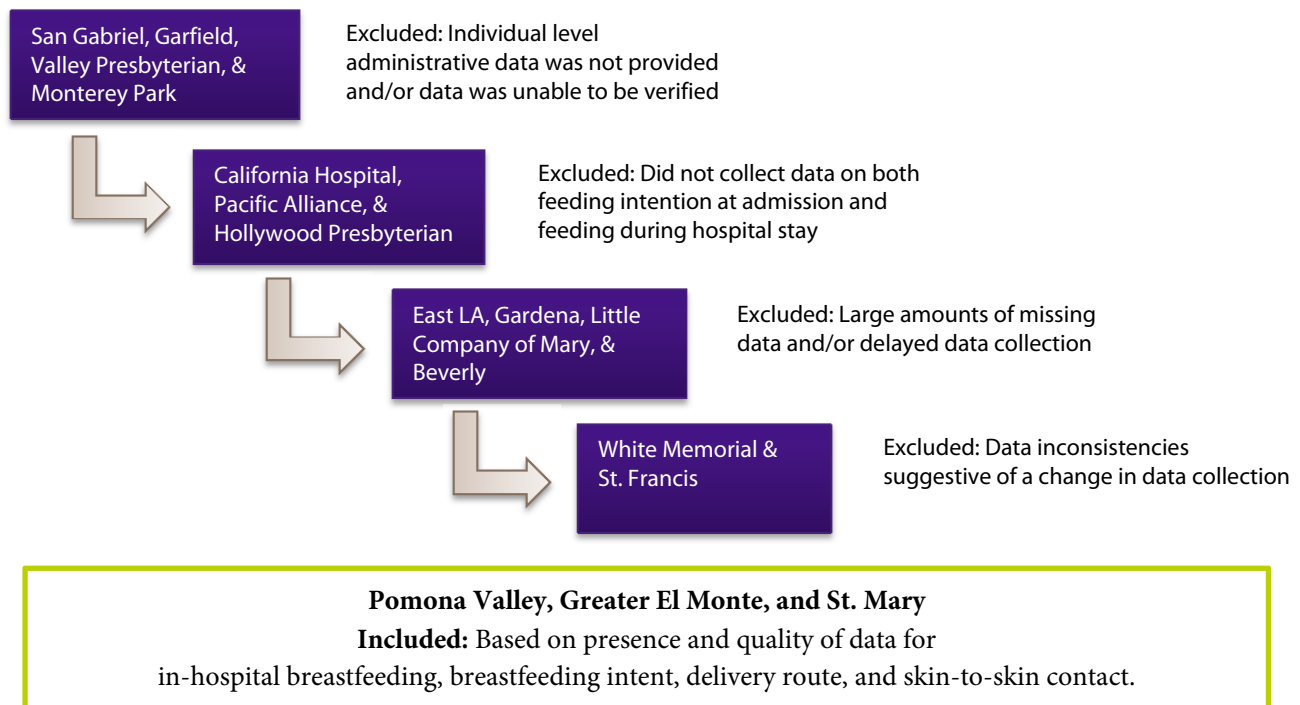 San Gabriel, Garfield,
Valley Presbyterian, &
Monterey Park
Excluded: Individual level
administrative data was not provided
and/or data was unable to be verified
California Hospital,
Pacific Alliance, &
Hollywood Presbyterian
Excluded: Did not collect data on both
feeding intention at admission and
feeding during hospital stay
East LA, Gardena, Little
Company of Mary, &
Beverly
Excluded: Large amounts of missing
data and/or delayed data collection
White Memorial &
St. Francis
Excluded: Data inconsistencies
suggestive of a change in data collection
Pomona Valley, Greater El Monte, and St. Mary
Included: Based on presence and quality of data for
in-hospital breastfeeding, breastfeeding intent, delivery route, and skin-to-skin contact.